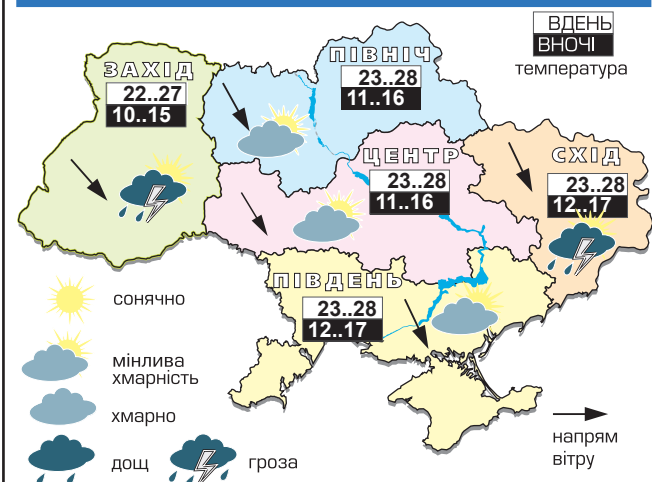 ВДЕНЬ
ВНОЧІ
температура
ЗАХІД
22..27
10..15
ПІВНІЧ
23..28
11..16
ЦЕНТР
23..28
11..16
СХІД
23..28
12..17
ПІВДЕНЬ
23..28
12..17
сонячно
мінлива
хмарність
хмарно
дощ
гроза
напрям
вітру